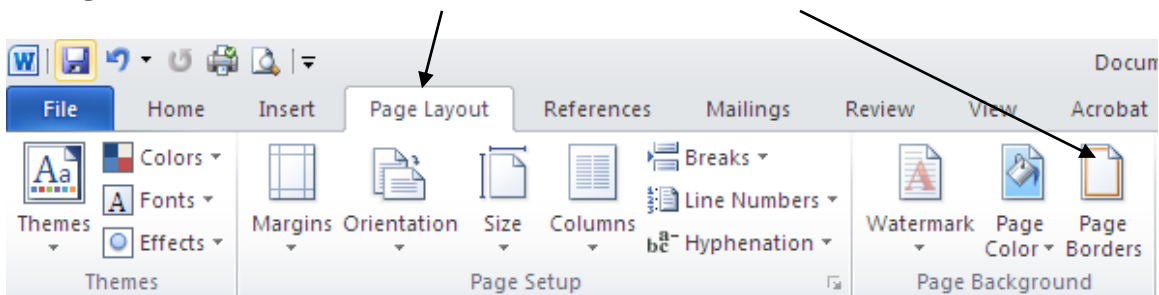 W Docum
File Home Insert Page Layout References Mailings Review View Acrobat
Aa Colors Breaks
A Fonts Line Numbers
Themes Effects Margins Orientation Size Columns Hyphenation Watermark Page Color Page Borders
Themes Page Setup Page Background